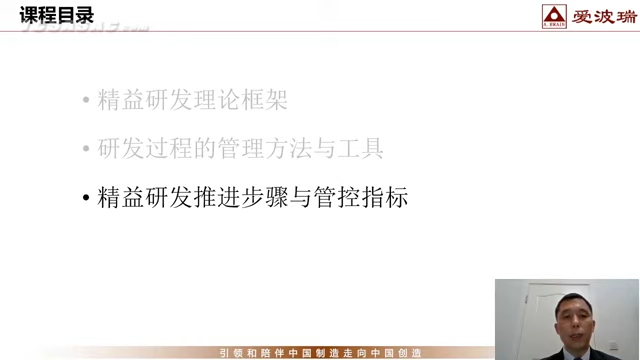 课程目录
爱波瑞
A. BRAIN
• 精益研发理论框架
• 研发过程的管理方法与工具
• 精益研发推进步骤与管控指标
引领和陪伴中国制造走向中国创造